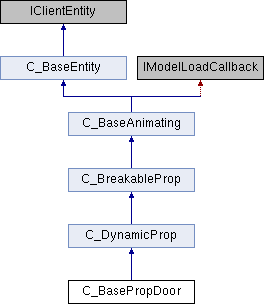 IClientEntity
C_BaseEntity
IModelLoadCallback
C_BaseAnimating
C_BreakableProp
C_DynamicProp
C_BasePropDoor